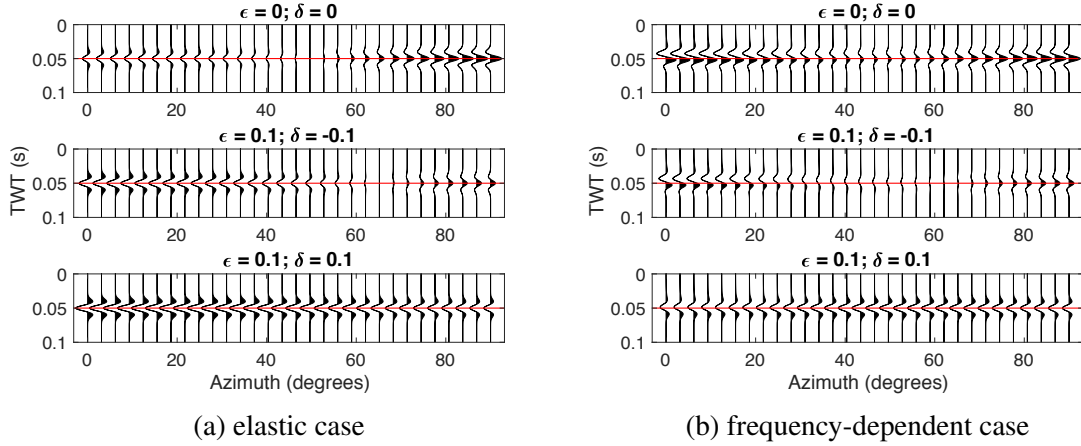 ϵ = 0; δ = 0
0
0.05
0.1
0 20 40 60 80
ϵ = 0.1; δ = -0.1
0
0.05
0.1
TWT (s)
0 20 40 60 80
ϵ = 0.1; δ = 0.1
0
0.05
0.1
0 20 40 60 80
Azimuth (degrees)
(a) elastic case
ϵ = 0; δ = 0
0
0.05
0.1
0 20 40 60 80
ϵ = 0.1; δ = -0.1
0
0.05
0.1
TWT (s)
0 20 40 60 80
ϵ = 0.1; δ = 0.1
0
0.05
0.1
0 20 40 60 80
Azimuth (degrees)
(b) frequency-dependent case